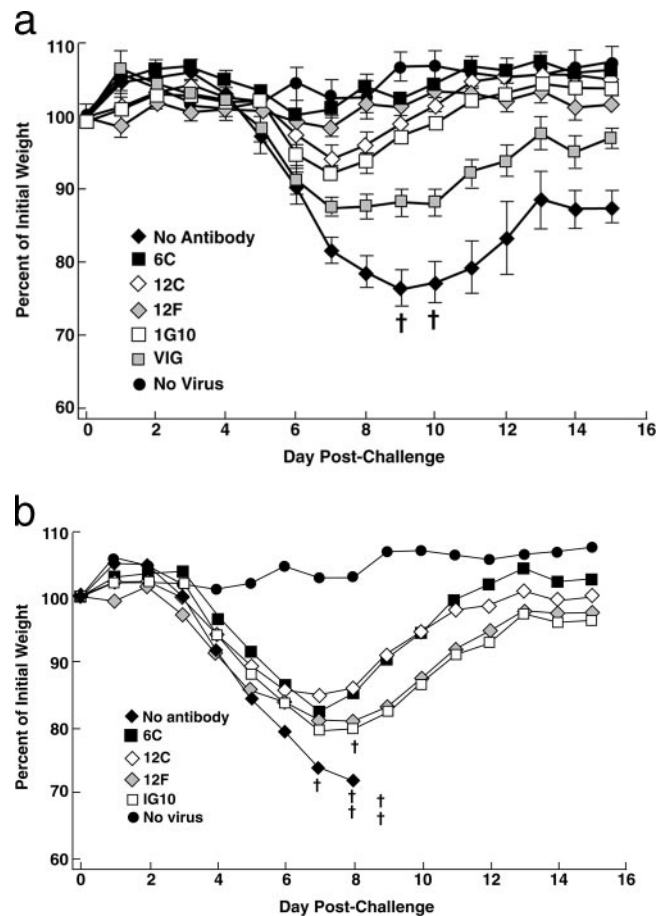 a
110
100
90
80
70
60
Percent of Initial Weight
No Antibody
6C
12C
12F
1G10
VIG
No Virus
† †
0 2 4 6 8 10 12 14 16
Day Post-Challenge
b
110
100
90
80
70
60
Percent of Initial Weight
No antibody
6C
12C
12F
IG10
No virus
†
† † †
† †
0 2 4 6 8 10 12 14 16
Day Post-Challenge